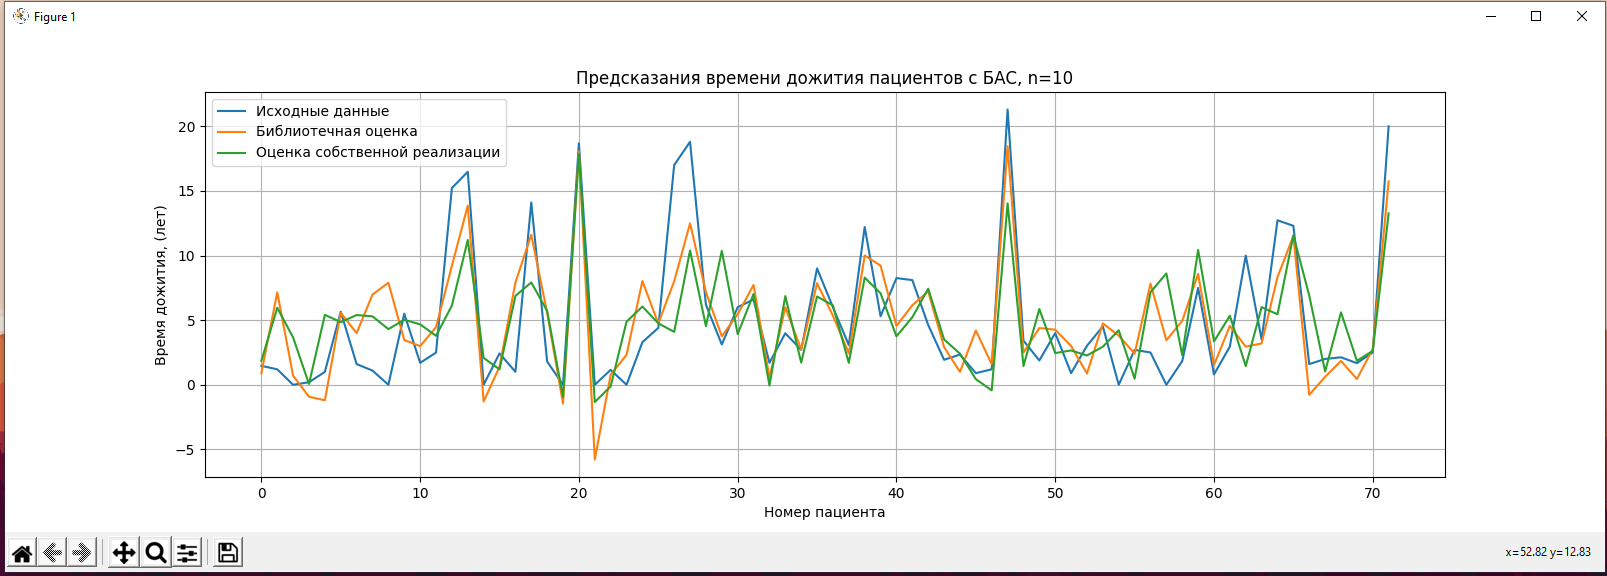 Figure 1
Предсказания времени дожития пациентов с БАС, n=10
Исходные данные
Библиотечная оценка
Оценка собственной реализации
Время дожития, (лет)
20
15
10
5
0
−5
0 10 20 30 40 50 60 70
Номер пациента
x=52.82 y=12.83